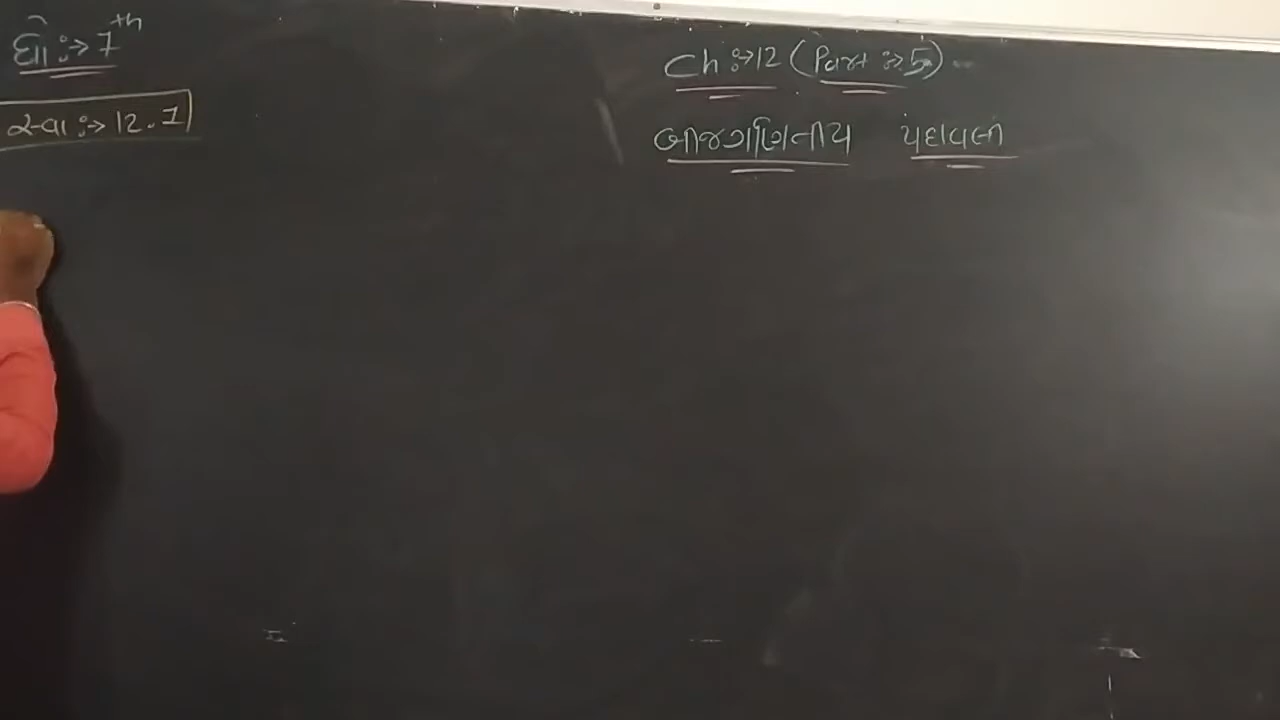 ધો :-> 7th
સ્વા :-> 12.1
Ch :-> 12 (Part :-> 5)
બીજગણિતીય પદાવલી